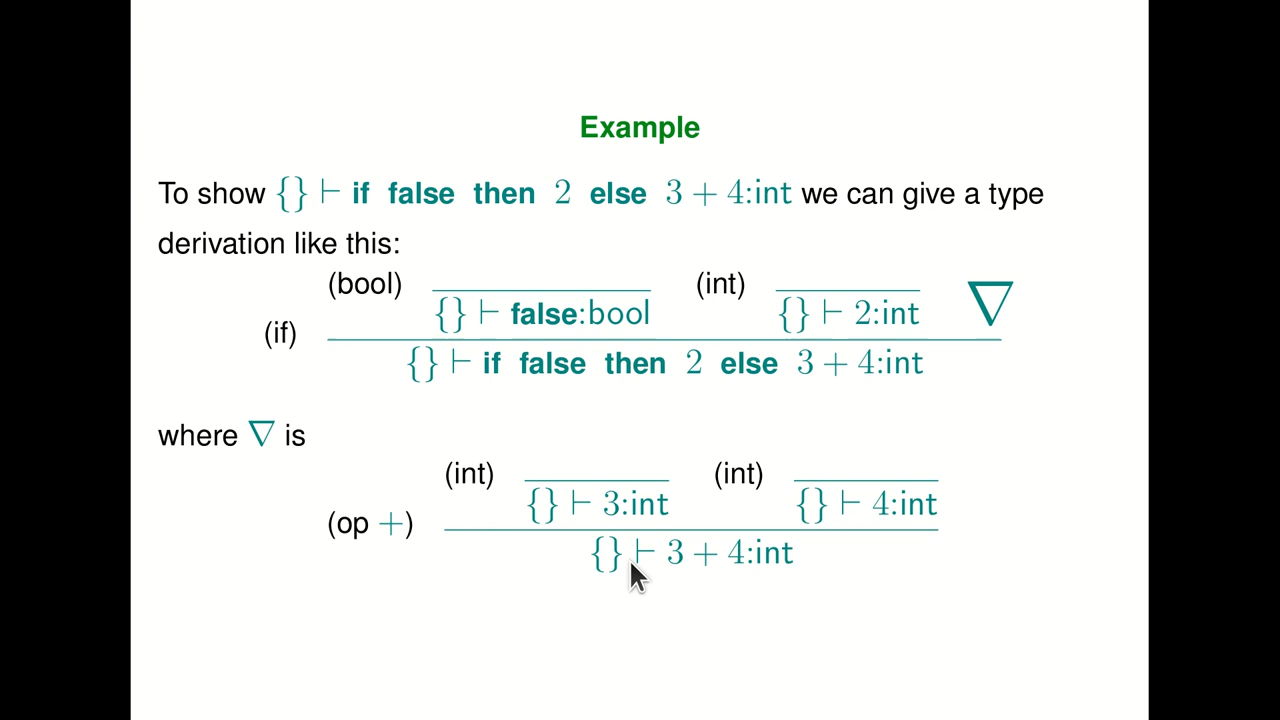 Example
To show {} ⊢ if false then 2 else 3 + 4:int we can give a type
derivation like this:
(bool) (int)
{} ⊢ false:bool {} ⊢ 2:int ∇
(if)
{} ⊢ if false then 2 else 3 + 4:int
where ∇ is
(int) (int)
{} ⊢ 3:int {} ⊢ 4:int
(op +)
{} ⊢ 3 + 4:int